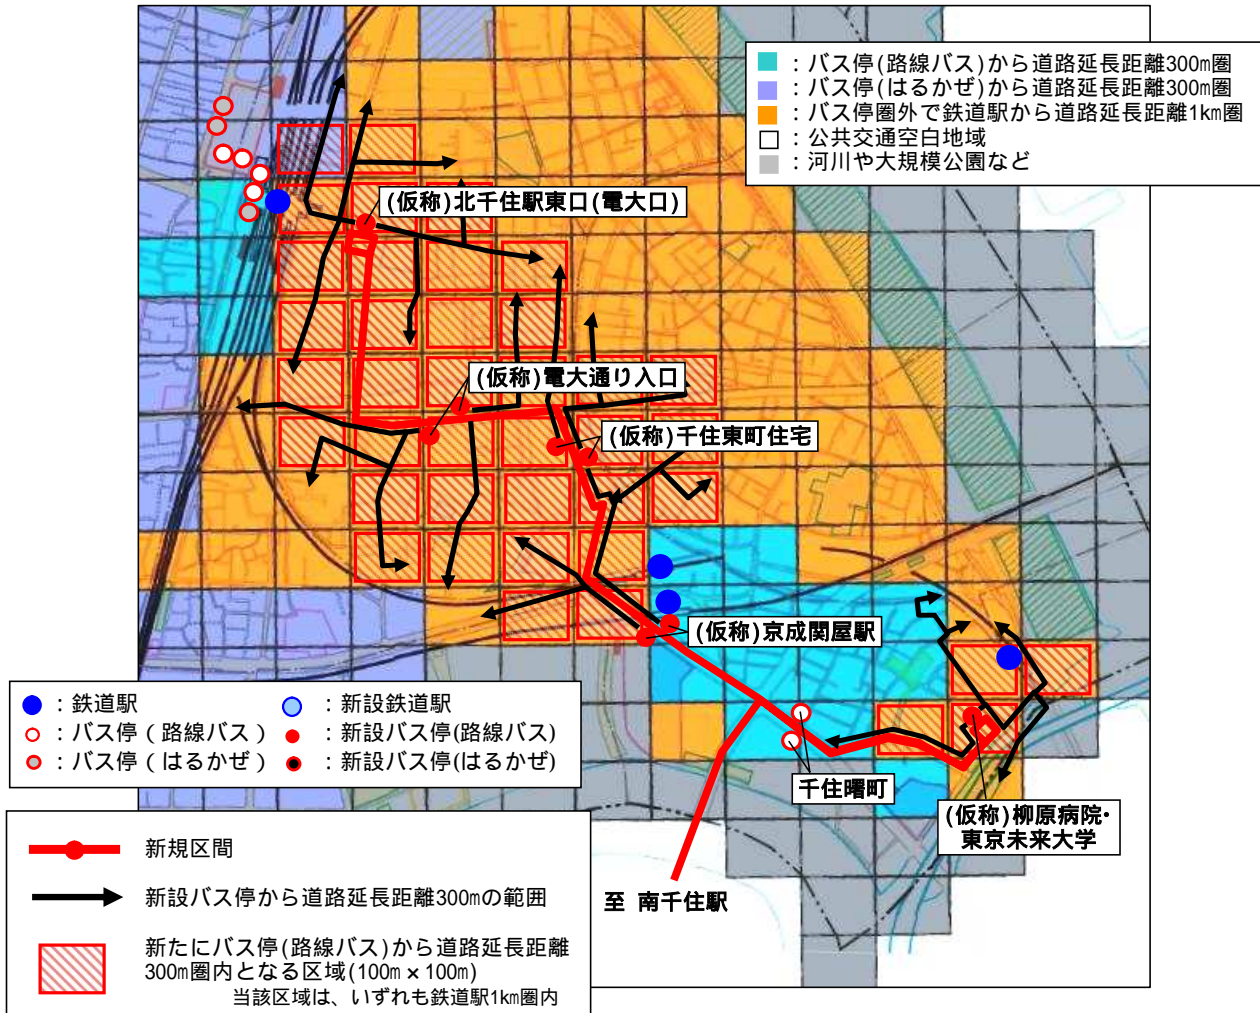 ：バス停(路線バス)から道路延長距離300m圏
：バス停(はるかぜ)から道路延長距離300m圏
：バス停圏外で鉄道駅から道路延長距離1km圏
：公共交通空白地域
：河川や大規模公園など
(仮称)北千住駅東口(電大口)
(仮称)電大通り入口
(仮称)千住東町住宅
(仮称)京成関屋駅
千住曙町
(仮称)柳原病院・
東京未来大学
至 南千住駅
：鉄道駅
：新設鉄道駅
：バス停（路線バス）
：新設バス停(路線バス)
：バス停（はるかぜ）
：新設バス停(はるかぜ)
新規区間
新設バス停から道路延長距離300mの範囲
新たにバス停(路線バス)から道路延長距離
300m圏内となる区域(100m×100m)
当該区域は、いずれも鉄道駅1km圏内